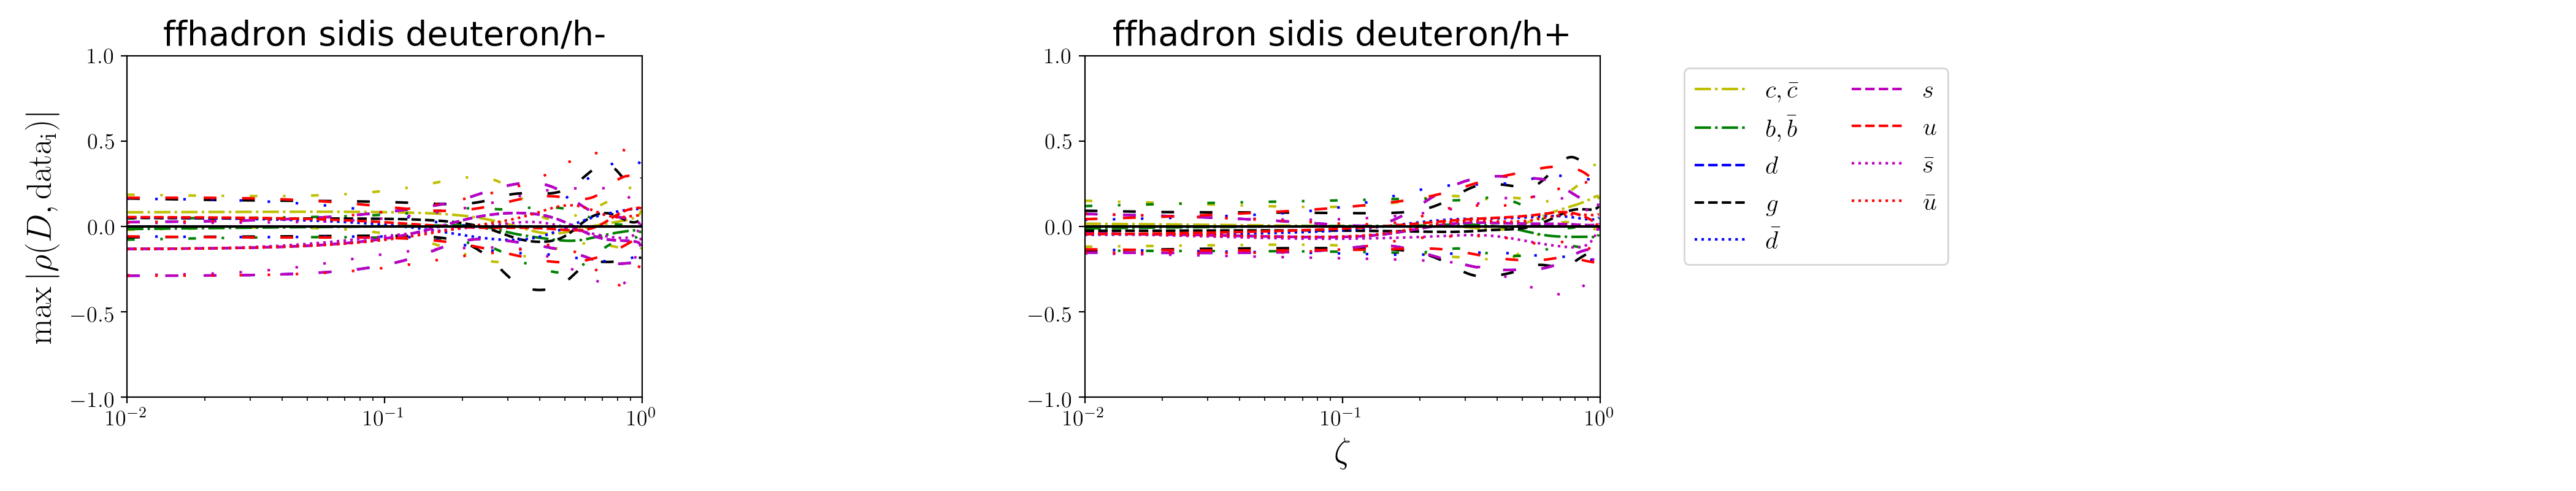 ffhadron sidis deuteron/h-
max |ρ(D, data_i)|
1.0
0.5
0.0
−0.5
−1.0
10^−2
10^−1
10^0
ffhadron sidis deuteron/h+
1.0
0.5
0.0
−0.5
−1.0
10^−2
10^−1
10^0
ζ
c, c̄
b, b̄
d
g
d̄
s
u
s̄
ū